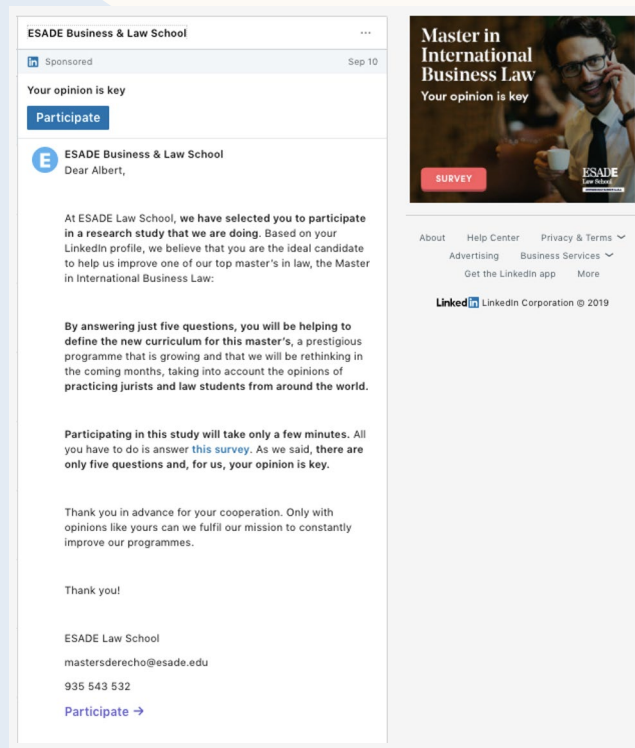 ESADE Business & Law School
...
in Sponsored
Sep 10
Your opinion is key
Participate
E
ESADE Business & Law School
Dear Albert,
At ESADE Law School, we have selected you to participate
in a research study that we are doing. Based on your
LinkedIn profile, we believe that you are the ideal candidate
to help us improve one of our top master's in law, the Master
in International Business Law:
By answering just five questions, you will be helping to
define the new curriculum for this master's, a prestigious
programme that is growing and that we will be rethinking in
the coming months, taking into account the opinions of
practicing jurists and law students from around the world.
Participating in this study will take only a few minutes. All
you have to do is answer this survey. As we said, there are
only five questions and, for us, your opinion is key.
Thank you in advance for your cooperation. Only with
opinions like yours can we fulfil our mission to constantly
improve our programmes.
Thank you!
ESADE Law School
mastersderecho@esade.edu
935 543 532
Participate →
Master in
International
Business Law
Your opinion is key
SURVEY
ESADE
Law School
About Help Center Privacy & Terms
Advertising Business Services
Get the LinkedIn app More
Linked in LinkedIn Corporation © 2019